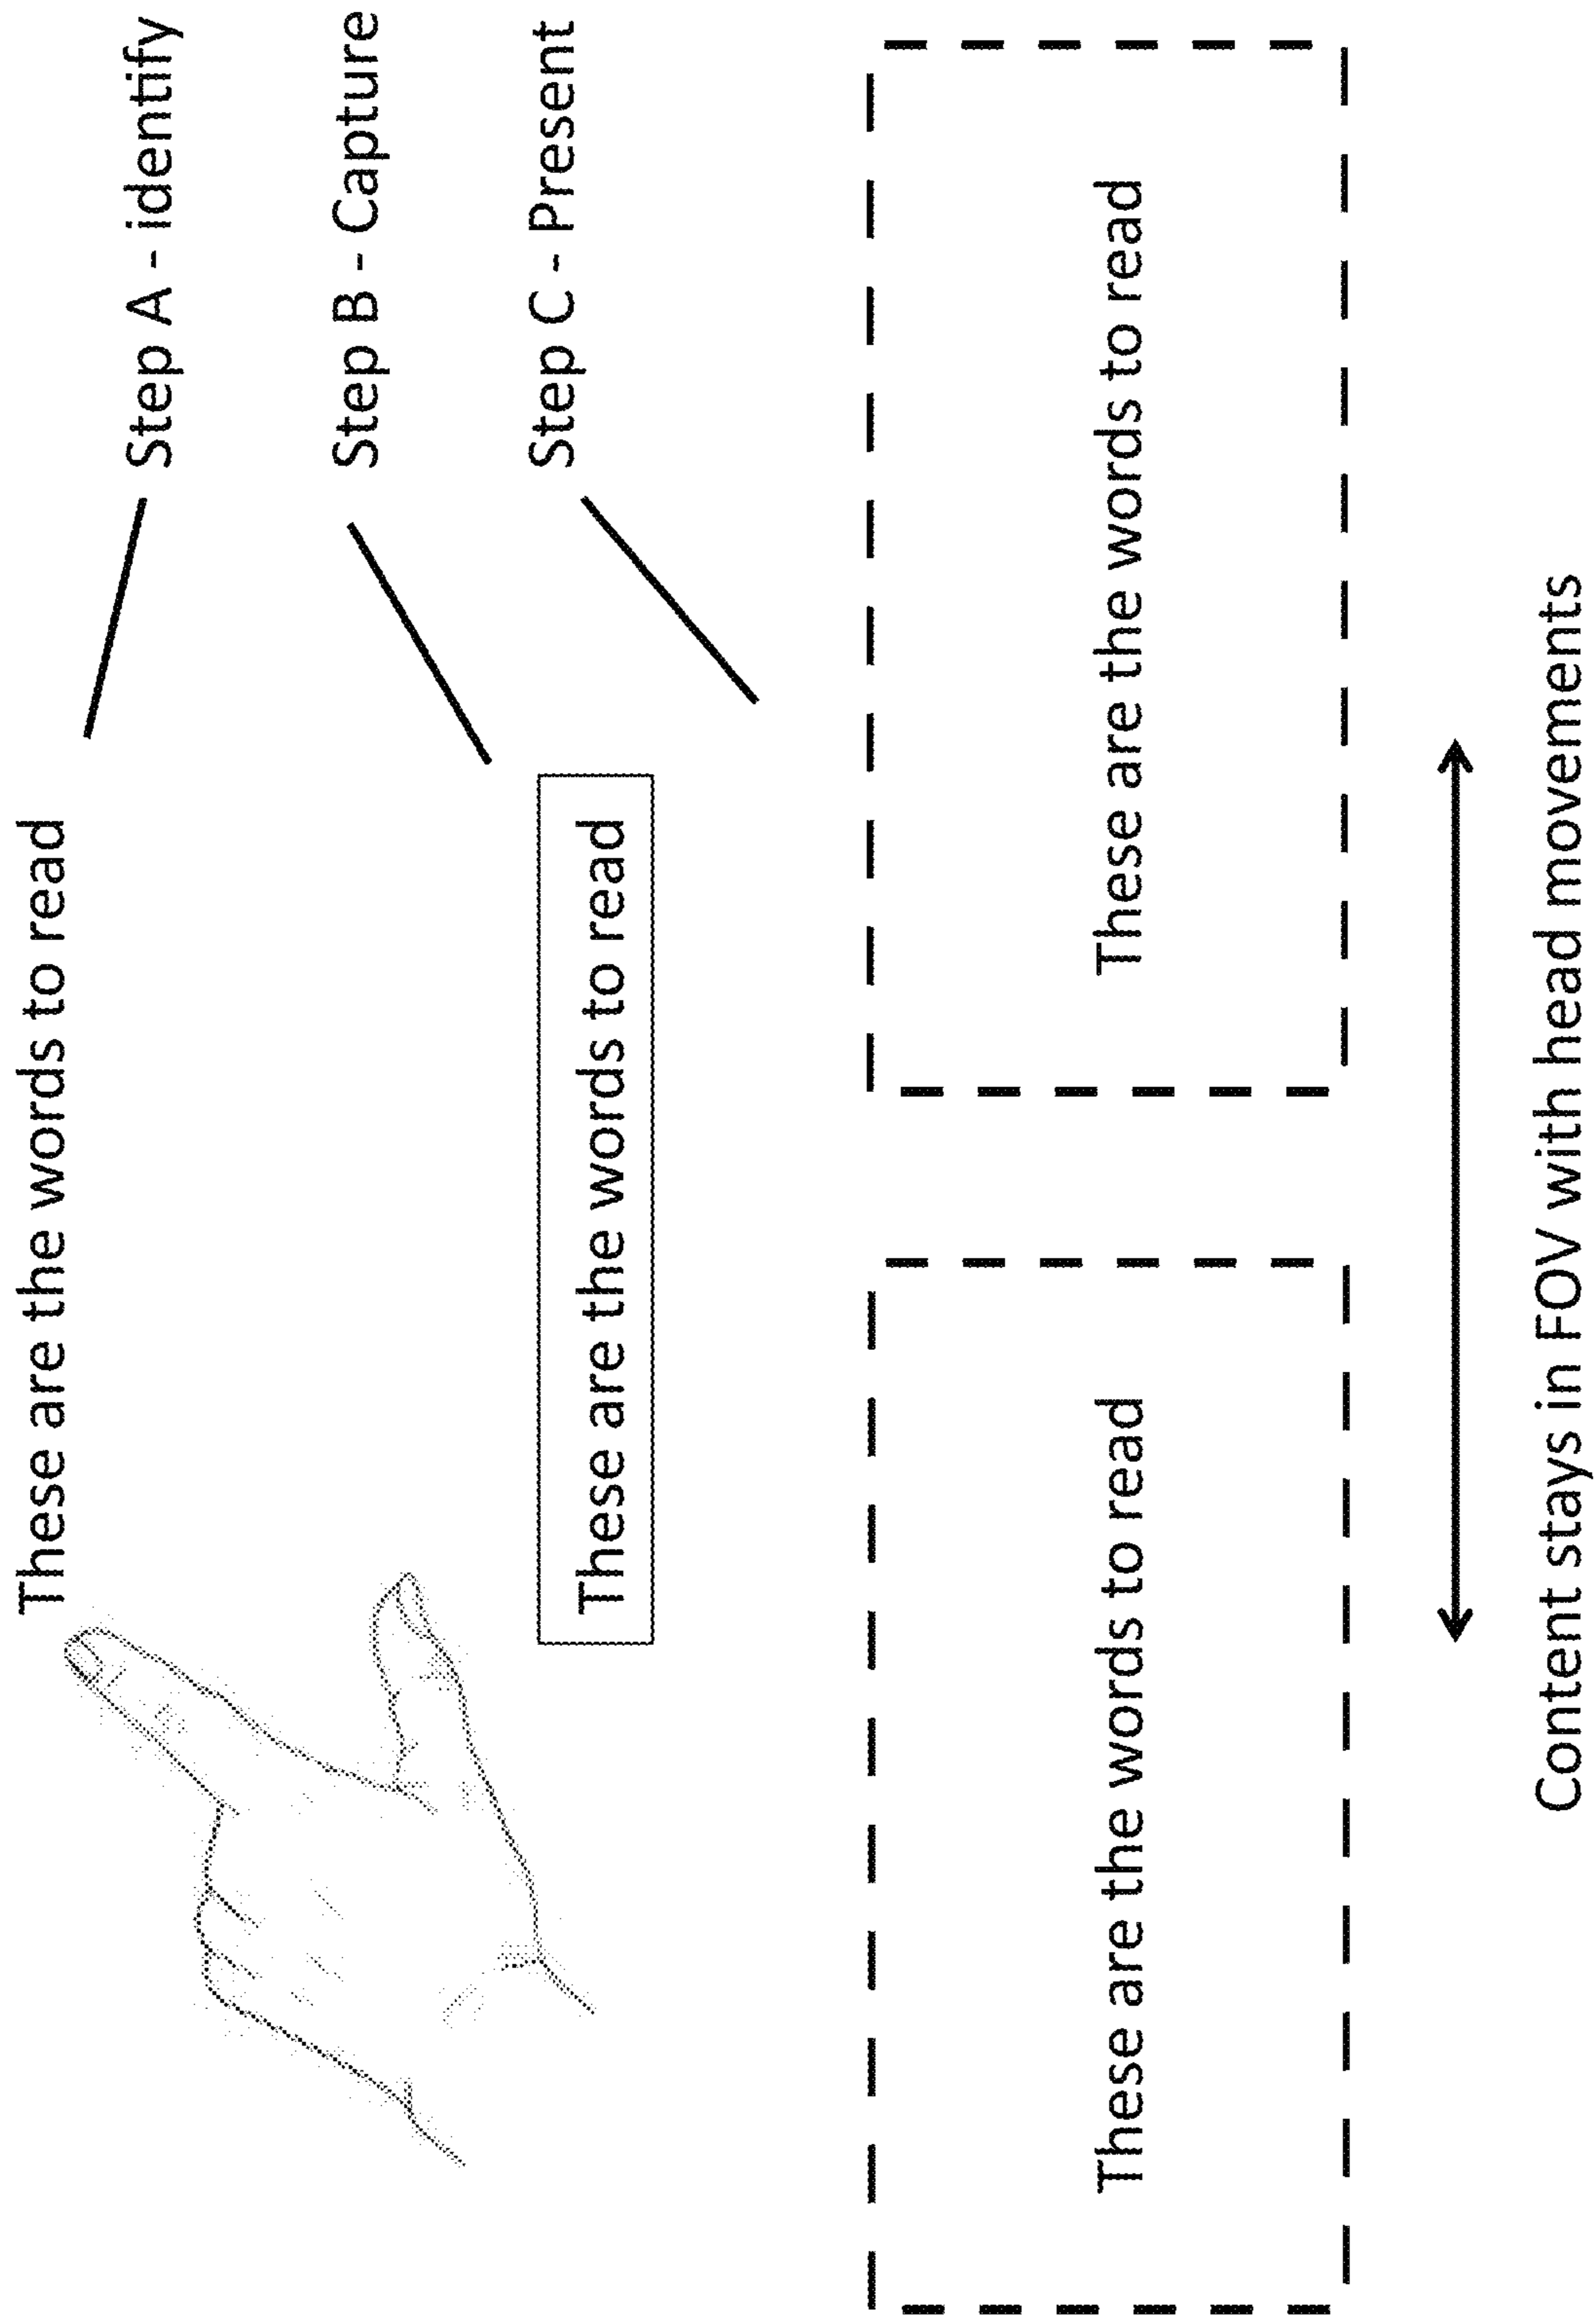 These are the words to read
Step A - identify
Step B - Capture
These are the words to read
Step C - Present
These are the words to read
These are the words to read
Content stays in FOV with head movements